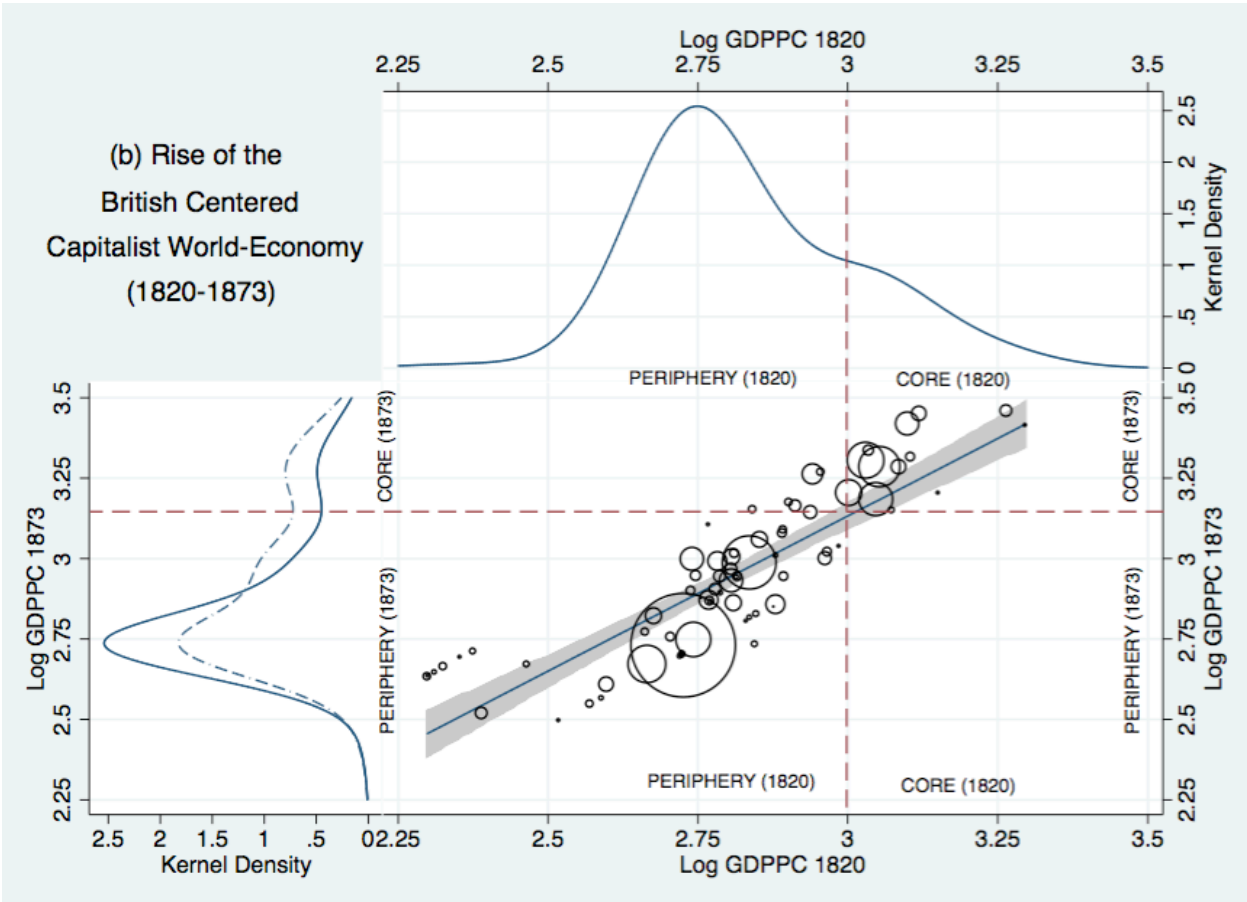 Log GDPPC 1820
2.25 2.5 2.75 3 3.25 3.5
(b) Rise of the
British Centered
Capitalist World-Economy
(1820-1873)
2.5
2
1.5
1
.5
0
Kernel Density
PERIPHERY (1820) CORE (1820)
3.5
3.25
3
2.75
2.5
2.25
Log GDPPC 1873
CORE (1873)
PERIPHERY (1873)
CORE (1873)
PERIPHERY (1873)
3.5
3.25
3
2.75
2.5
2.25
Log GDPPC 1873
PERIPHERY (1820) CORE (1820)
2.5 2 1.5 1 .5 0
Kernel Density
2.25 2.5 2.75 3 3.25 3.5
Log GDPPC 1820